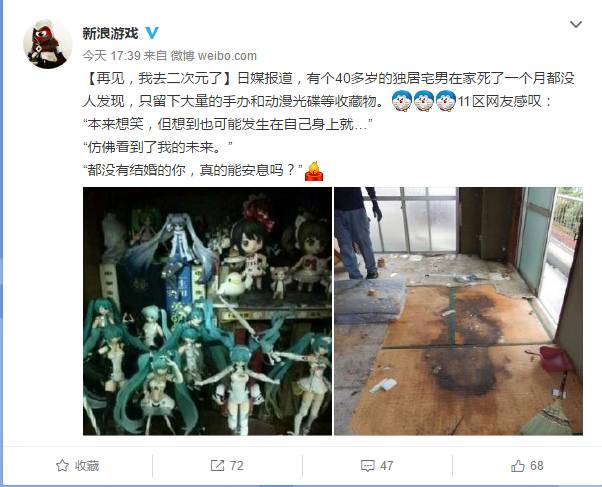 新浪游戏
今天 17:39 来自 微博 weibo.com
【再见，我去二次元了】日媒报道，有个40多岁的独居宅男在家死了一个月都没
人发现，只留下大量的手办和动漫光碟等收藏物。11区网友感叹：
“本来想笑，但想到也可能发生在自己身上就…”
“仿佛看到了我的未来。”
“都没有结婚的你，真的能安息吗？”
收藏
72
47
68